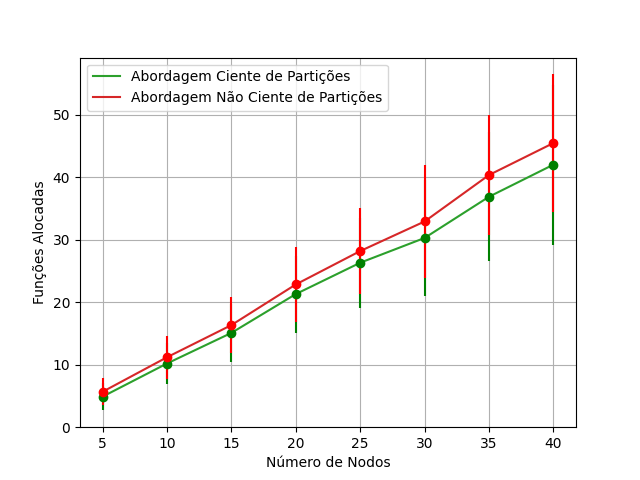 Abordagem Ciente de Partições
Abordagem Não Ciente de Partições
Funções Alocadas
50
40
30
20
10
0
5 10 15 20 25 30 35 40
Número de Nodos